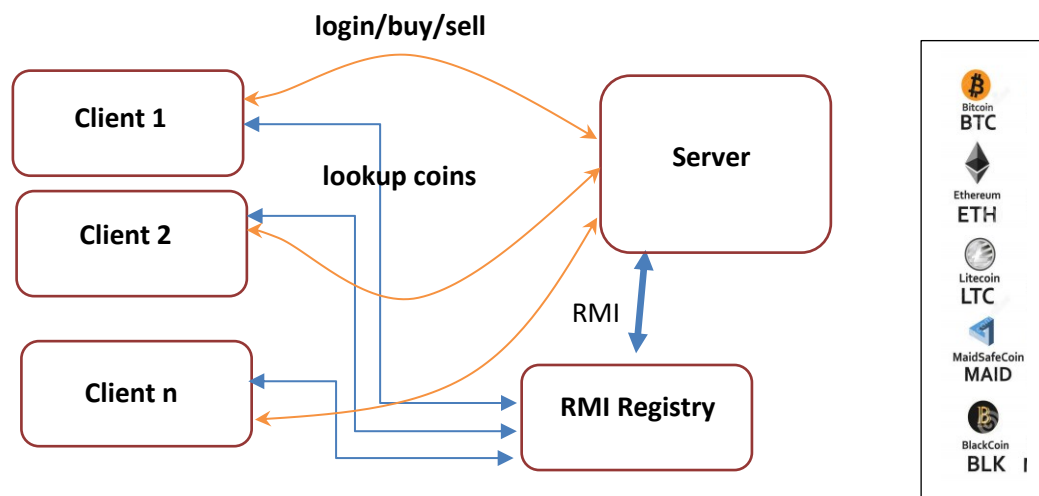 login/buy/sell
Client 1
Server
lookup coins
Client 2
RMI
Client n
RMI Registry
Bitcoin
BTC
Ethereum
ETH
Litecoin
LTC
MaidSafeCoin
MAID
BlackCoin
BLK